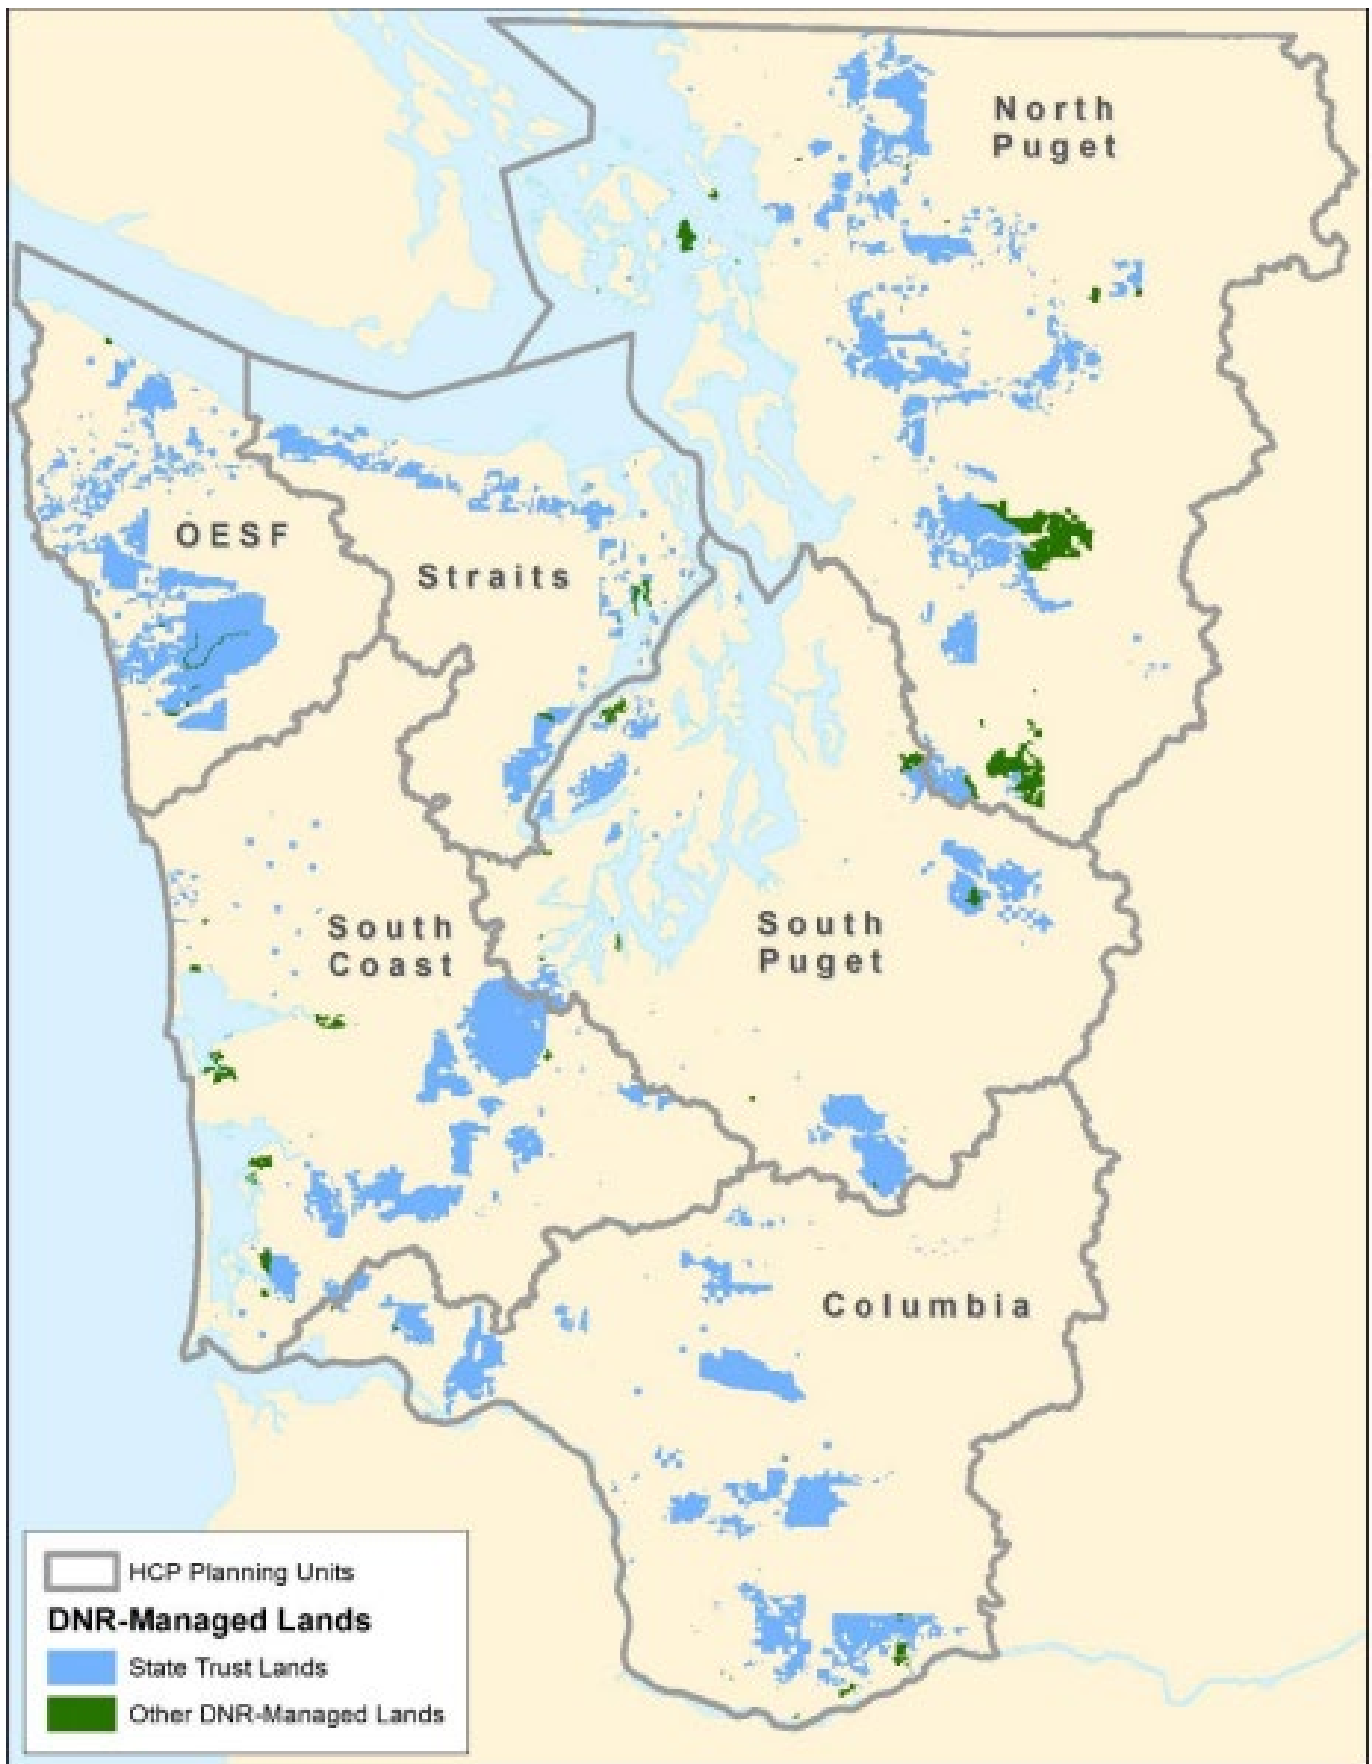 North
Puget
OESF
Straits
South
Coast
South
Puget
Columbia
HCP Planning Units
DNR-Managed Lands
State Trust Lands
Other DNR-Managed Lands